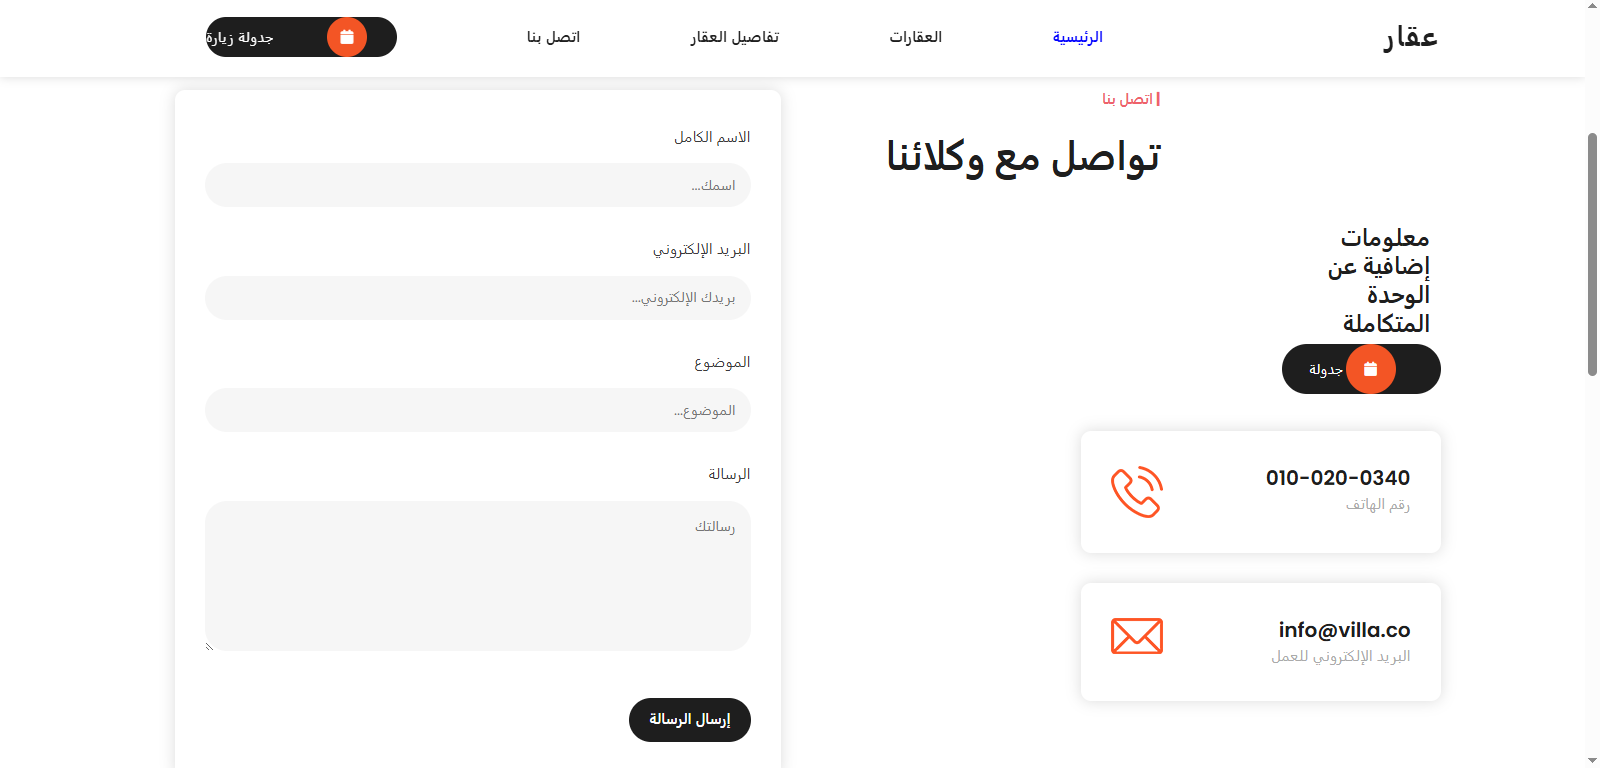 عقار
الرئيسية
العقارات
تفاصيل العقار
اتصل بنا
جدولة زيارة
| اتصل بنا
تواصل مع وكلائنا
معلومات
إضافية عن
الوحدة
المتكاملة
جدولة
010-020-0340
رقم الهاتف
info@villa.co
البريد الإلكتروني للعمل
الاسم الكامل
اسمك...
البريد الإلكتروني
بريدك الإلكتروني...
الموضوع
الموضوع...
الرسالة
رسالتك
إرسال الرسالة